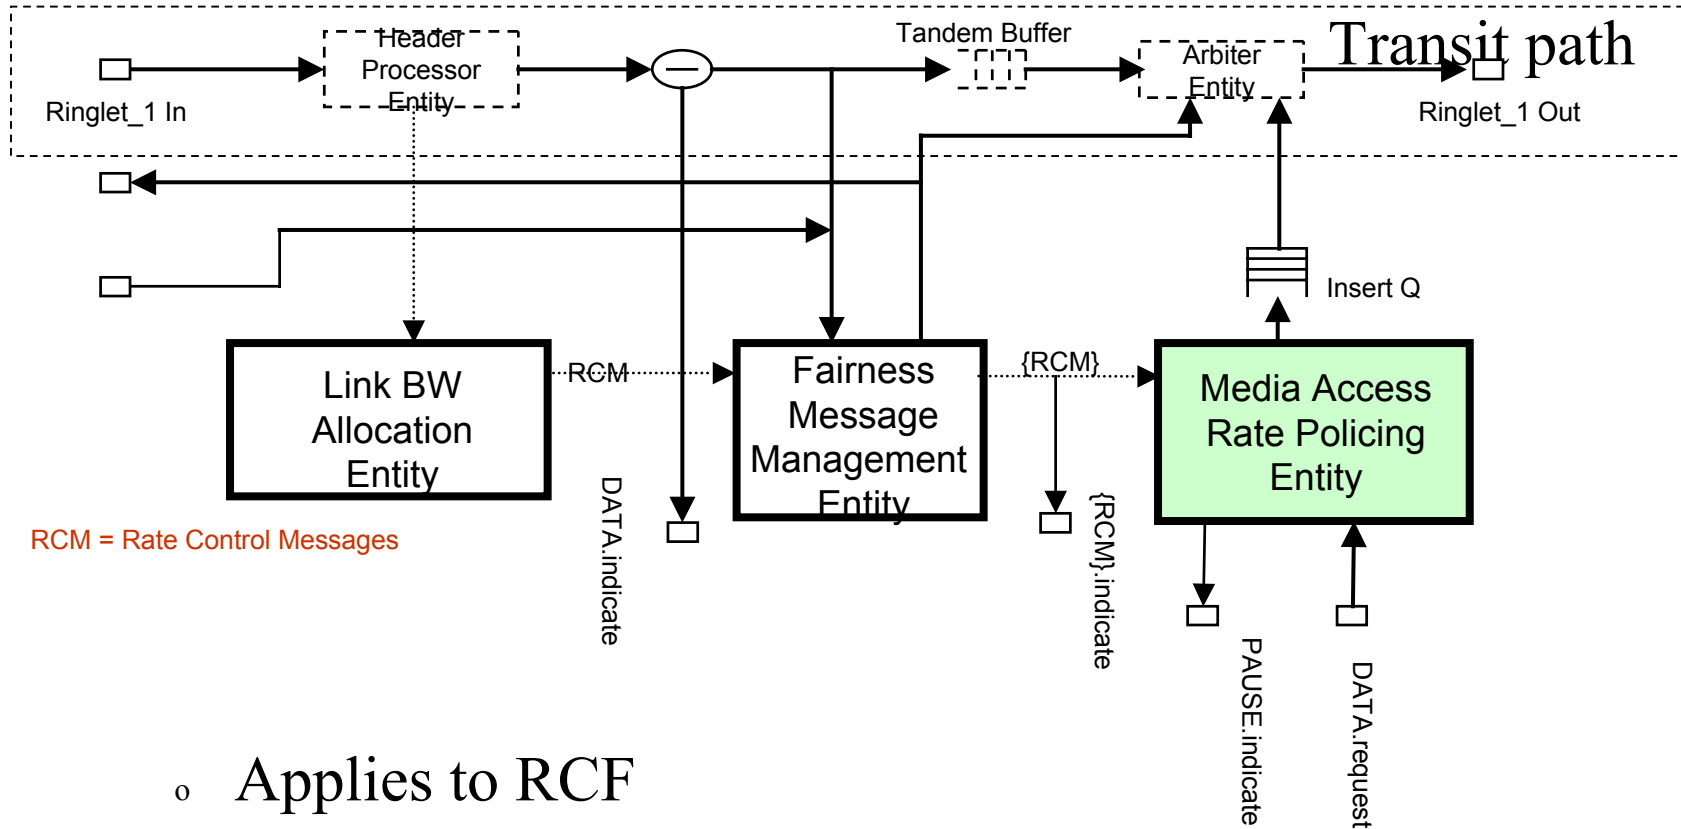 Transit path
Header
Processor
Entity
Tandem Buffer
Arbiter
Entity
Ringlet_1 In
Ringlet_1 Out
Insert Q
Link BW
Allocation
Entity
RCM
Fairness
Message
Management
Entity
{RCM}
Media Access
Rate Policing
Entity
RCM = Rate Control Messages
DATA.indicate
{RCM}.indicate
PAUSE.indicate
DATA.request
o Applies to RCF